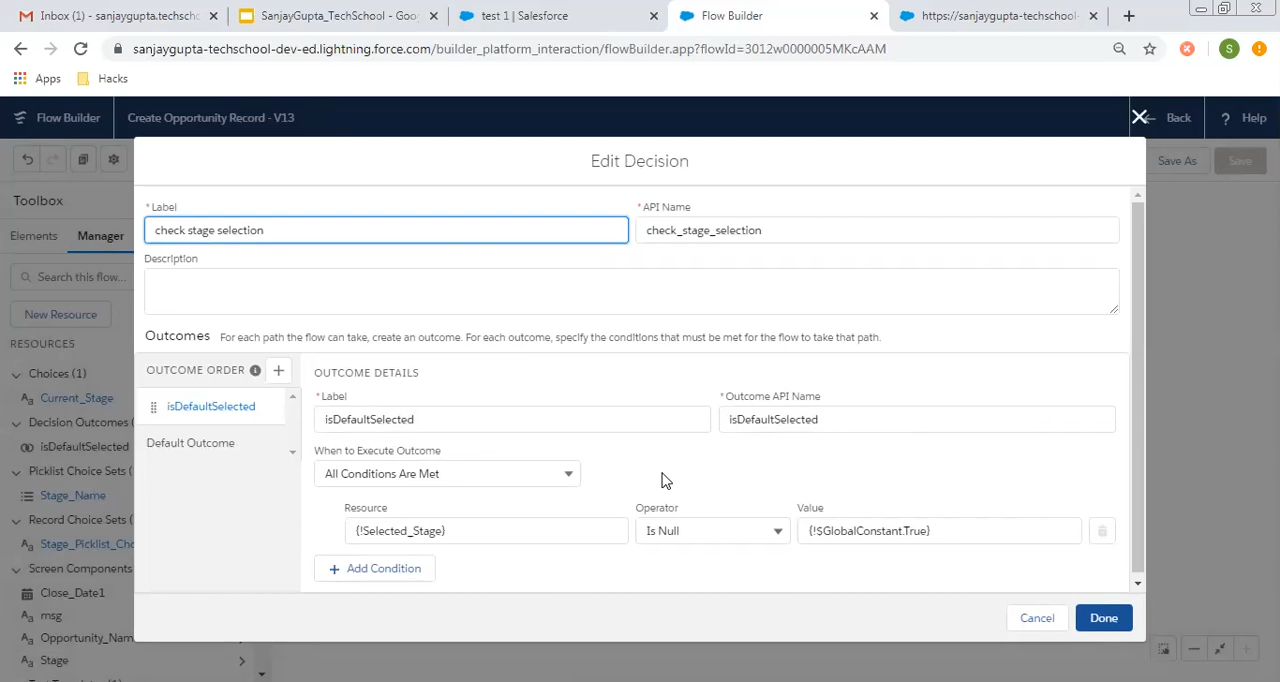 Inbox (1) - sanjaygupta.techsch
SanjayGupta_TechSchool - Goo
test 1 | Salesforce
Flow Builder
https://sanjaygupta-techschool-
sanjaygupta-techschool-dev-ed.lightning.force.com/builder_platform_interaction/flowBuilder.app?flowId=3012w0000005MKcAAM
S
Apps
Hacks
Flow Builder
Create Opportunity Record - V13
Back
? Help
Edit Decision
Save As
Save
Toolbox
* Label
* API Name
check stage selection
check_stage_selection
Elements
Manager
Description
Search this flow...
New Resource
Outcomes
For each path the flow can take, create an outcome. For each outcome, specify the conditions that must be met for the flow to take that path.
RESOURCES
Choices (1)
Current_Stage
Decision Outcomes (
isDefaultSelected
Picklist Choice Sets (
Stage_Name
Record Choice Sets (
Stage_Picklist_Cho
Screen Components
Close_Date1
msg
Opportunity_Nam
Stage
OUTCOME ORDER
OUTCOME DETAILS
isDefaultSelected
Default Outcome
* Label
* Outcome API Name
isDefaultSelected
isDefaultSelected
When to Execute Outcome
All Conditions Are Met
Resource
Operator
Value
{!Selected_Stage}
Is Null
{!$GlobalConstant.True}
+ Add Condition
Cancel
Done